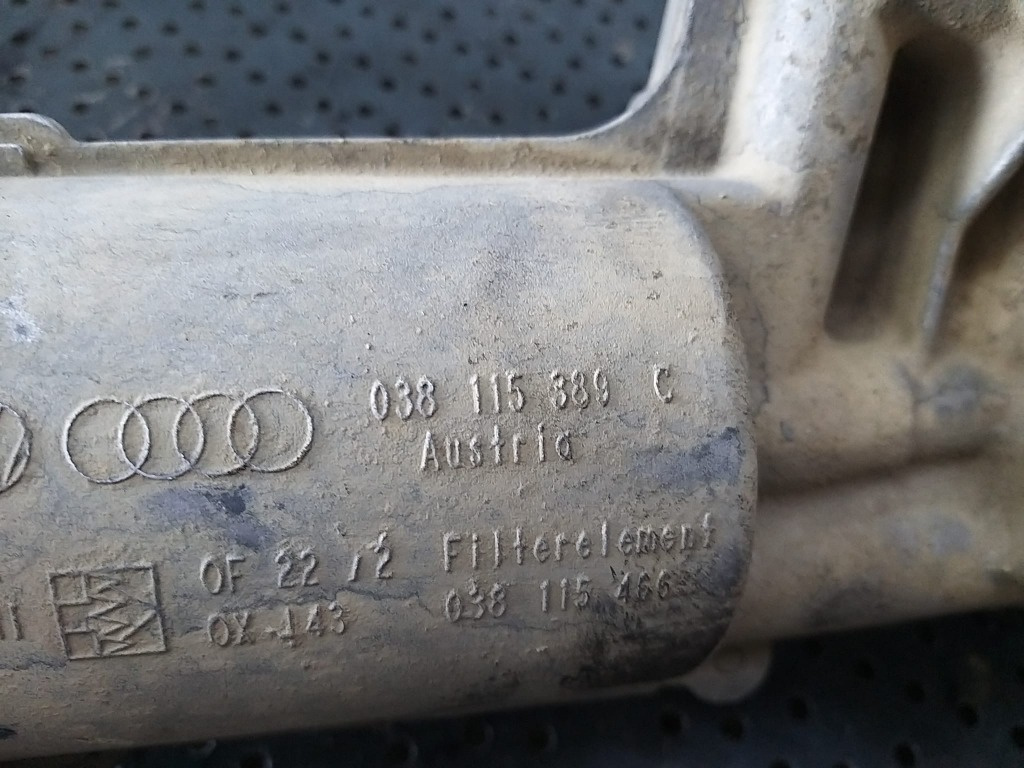 038 115 389 C
Austria
OF 22 /2
OX 143
Filterelement
038 115 466